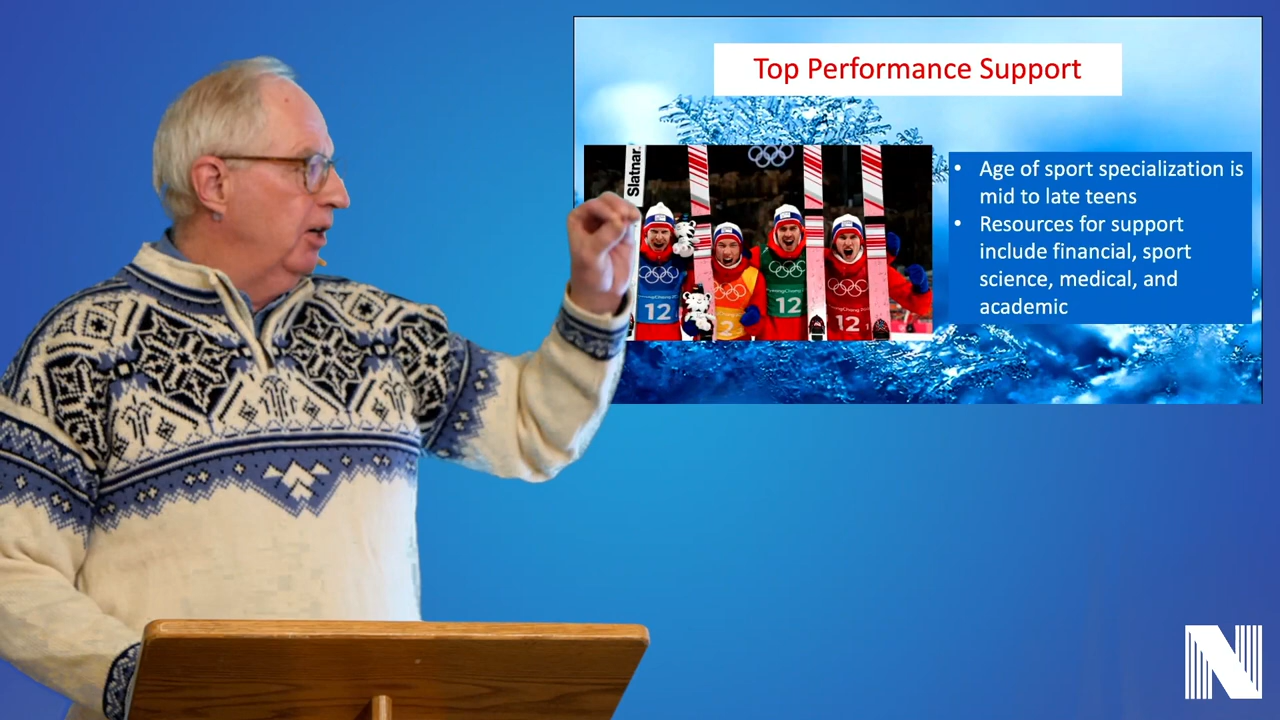 Top Performance Support
• Age of sport specialization is
mid to late teens
• Resources for support
include financial, sport
science, medical, and
academic
Slatnar
12
2
12
12
N